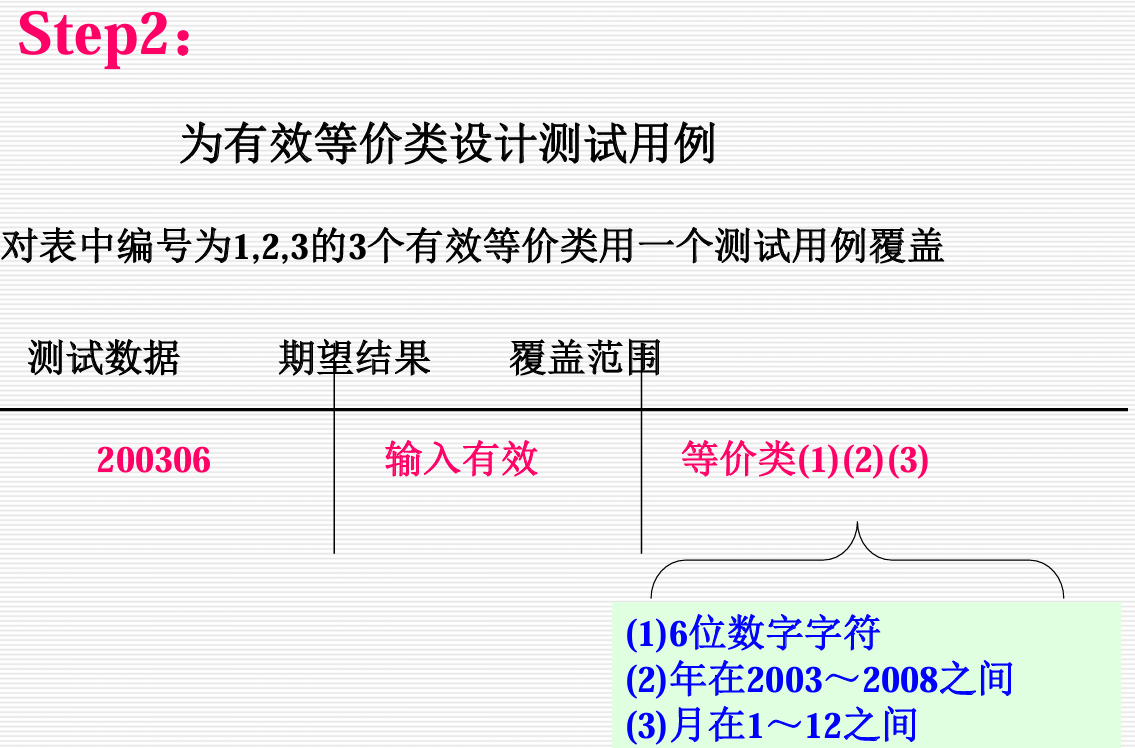 Step2：
为有效等价类设计测试用例
对表中编号为1,2,3的3个有效等价类用一个测试用例覆盖
测试数据 期望结果 覆盖范围
200306 输入有效 等价类(1)(2)(3)
(1)6位数字字符
(2)年在2003～2008之间
(3)月在1～12之间